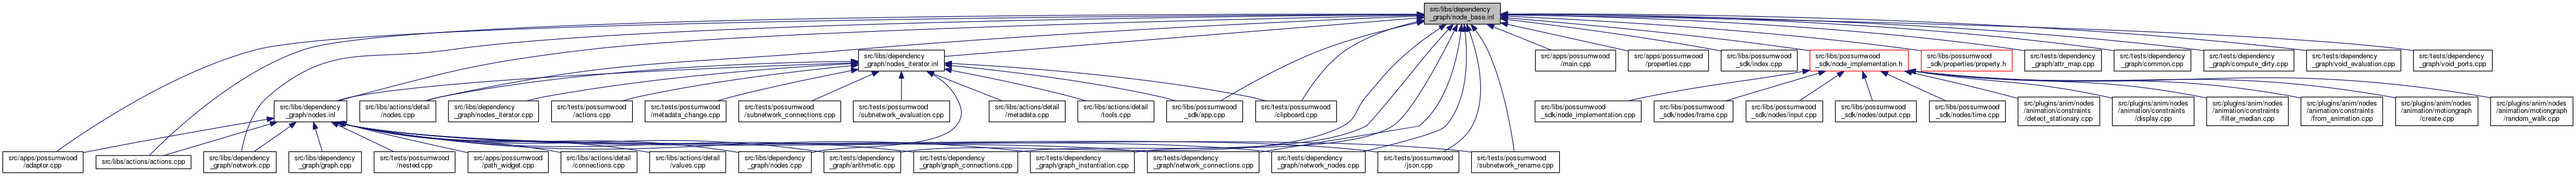 src/libs/dependency
_graph/node_base.inl
src/libs/dependency
_graph/nodes_iterator.inl
src/apps/possumwood
/main.cpp
src/apps/possumwood
/properties.cpp
src/libs/possumwood
_sdk/index.cpp
src/libs/possumwood
_sdk/node_implementation.h
src/libs/possumwood
_sdk/properties/property.h
src/tests/dependency
_graph/attr_map.cpp
src/tests/dependency
_graph/common.cpp
src/tests/dependency
_graph/compute_dirty.cpp
src/tests/dependency
_graph/void_evaluation.cpp
src/tests/dependency
_graph/void_ports.cpp
src/libs/dependency
_graph/nodes.inl
src/libs/actions/detail
/nodes.cpp
src/libs/dependency
_graph/nodes_iterator.cpp
src/tests/possumwood
/actions.cpp
src/tests/possumwood
/metadata_change.cpp
src/tests/possumwood
/subnetwork_connections.cpp
src/tests/possumwood
/subnetwork_evaluation.cpp
src/libs/actions/detail
/metadata.cpp
src/libs/actions/detail
/tools.cpp
src/libs/possumwood
_sdk/app.cpp
src/tests/possumwood
/clipboard.cpp
src/libs/possumwood
_sdk/node_implementation.cpp
src/libs/possumwood
_sdk/nodes/frame.cpp
src/libs/possumwood
_sdk/nodes/input.cpp
src/libs/possumwood
_sdk/nodes/output.cpp
src/libs/possumwood
_sdk/nodes/time.cpp
src/plugins/anim/nodes
/animation/constraints
/detect_stationary.cpp
src/plugins/anim/nodes
/animation/constraints
/display.cpp
src/plugins/anim/nodes
/animation/constraints
/filter_median.cpp
src/plugins/anim/nodes
/animation/constraints
/from_animation.cpp
src/plugins/anim/nodes
/animation/motiongraph
/create.cpp
src/plugins/anim/nodes
/animation/motiongraph
/random_walk.cpp
src/apps/possumwood
/adaptor.cpp
src/libs/actions/actions.cpp
src/libs/dependency
_graph/network.cpp
src/libs/dependency
_graph/graph.cpp
src/tests/possumwood
/nested.cpp
src/apps/possumwood
/path_widget.cpp
src/libs/actions/detail
/connections.cpp
src/libs/actions/detail
/values.cpp
src/libs/dependency
_graph/nodes.cpp
src/tests/dependency
_graph/arithmetic.cpp
src/tests/dependency
_graph/graph_connections.cpp
src/tests/dependency
_graph/graph_instantiation.cpp
src/tests/dependency
_graph/network_connections.cpp
src/tests/dependency
_graph/network_nodes.cpp
src/tests/possumwood
/json.cpp
src/tests/possumwood
/subnetwork_rename.cpp